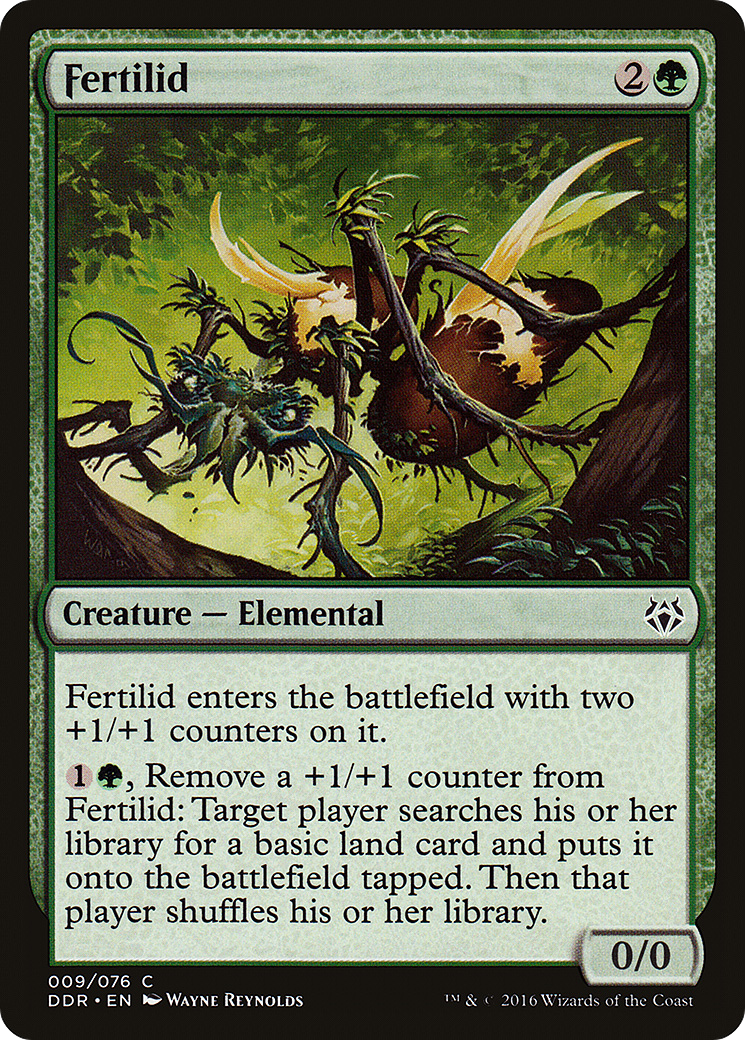 Fertilid 2
Creature — Elemental
Fertilid enters the battlefield with two
+1/+1 counters on it.
1, Remove a +1/+1 counter from
Fertilid: Target player searches his or her
library for a basic land card and puts it
onto the battlefield tapped. Then that
player shuffles his or her library.
0/0
009/076 C
DDR • EN Wayne Reynolds
™ & © 2016 Wizards of the Coast